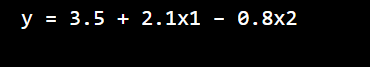 y = 3.5 + 2.1x1 − 0.8x2